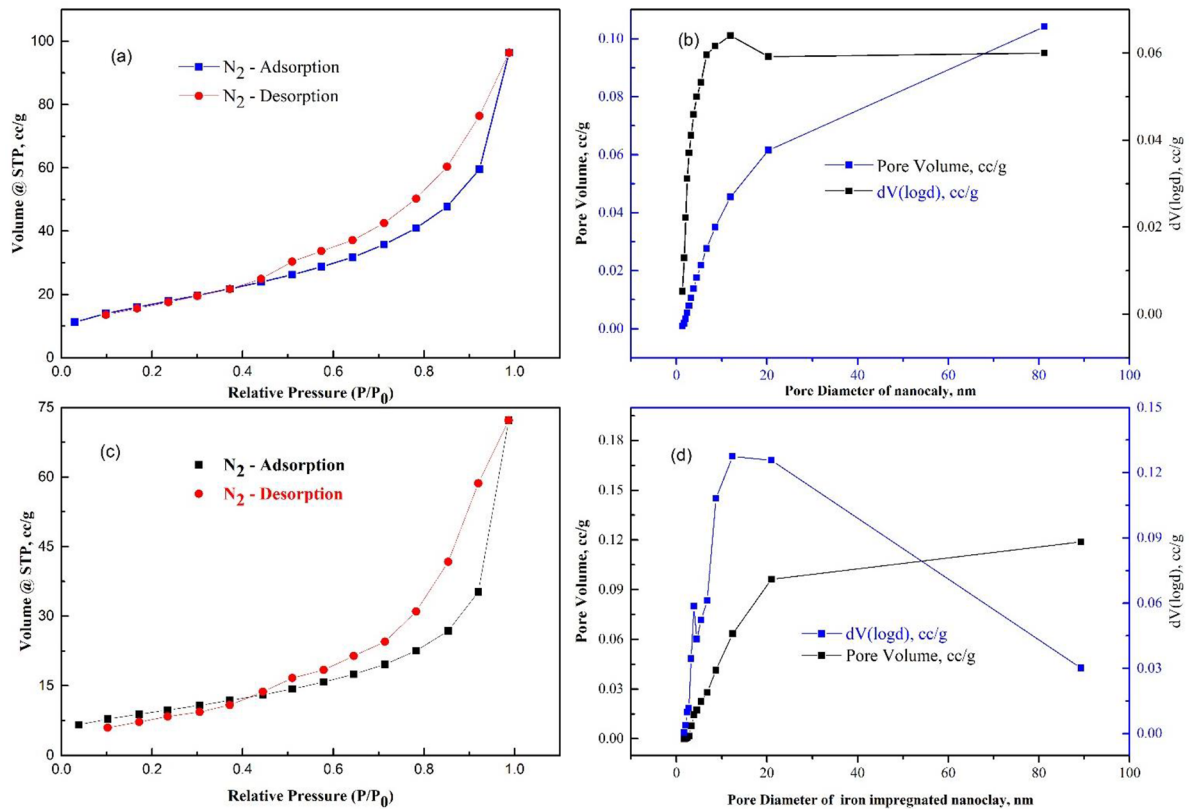 (a)
N2 - Adsorption
N2 - Desorption
100
80
60
40
20
0
Volume @ STP, cc/g
0.0 0.2 0.4 0.6 0.8 1.0
Relative Pressure (P/P0)
(b)
Pore Volume, cc/g
dV(logd), cc/g
0.10
0.08
0.06
0.04
0.02
0.00
Pore Volume, cc/g
0.06
0.04
0.02
0.00
dV(logd), cc/g
0 20 40 60 80 100
Pore Diameter of nanocaly, nm
(c)
N2 - Adsorption
N2 - Desorption
75
60
45
30
15
0
Volume @ STP, cc/g
0.0 0.2 0.4 0.6 0.8 1.0
Relative Pressure (P/P0)
(d)
dV(logd), cc/g
Pore Volume, cc/g
0.18
0.15
0.12
0.09
0.06
0.03
0.00
Pore Volume, cc/g
0.15
0.12
0.09
0.06
0.03
0.00
dV(logd), cc/g
0 20 40 60 80 100
Pore Diameter of iron impregnated nanoclay, nm